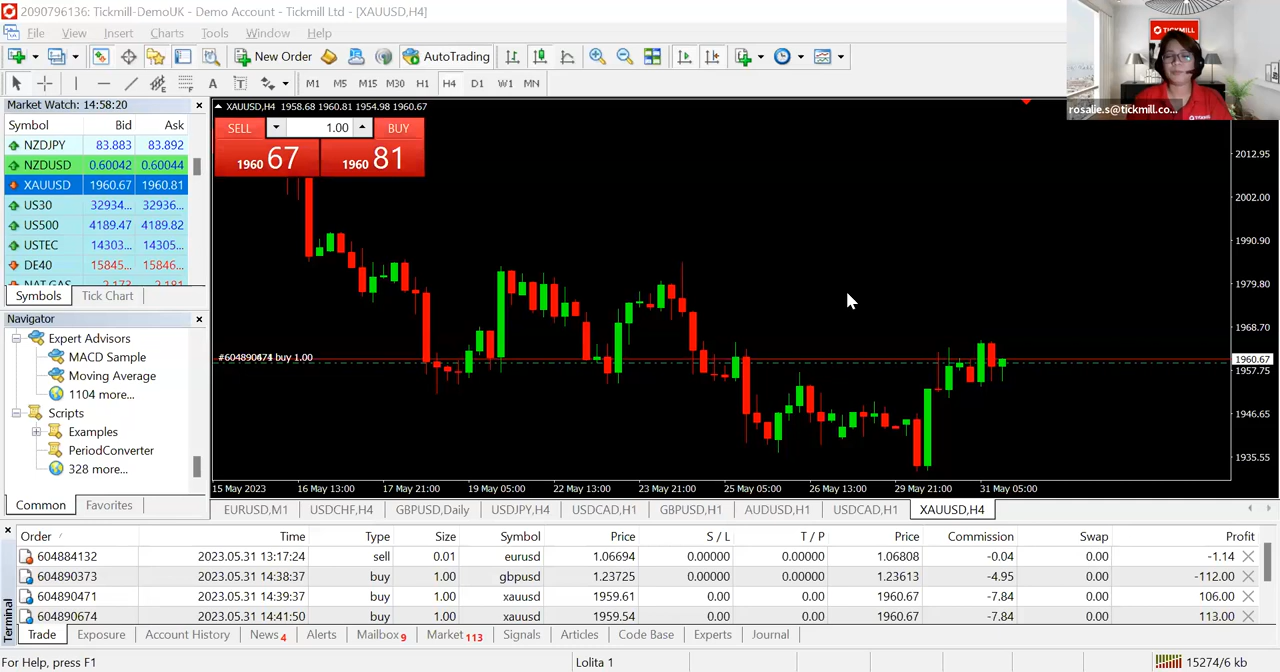 2090796136: Tickmill-DemoUK - Demo Account - Tickmill Ltd - [XAUUSD,H4]
File View Insert Charts Tools Window Help
New Order AutoTrading
M1 M5 M15 M30 H1 H4 D1 W1 MN
TICKMILL
rosalie.s@tickmill.co...
Market Watch: 14:58:20
Symbol Bid Ask
NZDJPY 83.883 83.892
NZDUSD 0.60042 0.60044
XAUUSD 1960.67 1960.81
US30 32934... 32936...
US500 4189.47 4189.82
USTEC 14303... 14305...
DE40 15845... 15846...
NAT.GAS 2.173 2.181
Symbols Tick Chart
Navigator
Expert Advisors
MACD Sample
Moving Average
1104 more...
Scripts
Examples
PeriodConverter
328 more...
Common Favorites
XAUUSD,H4 1958.68 1960.81 1954.98 1960.67
SELL 1.00 BUY
1960 67 1960 81
buy 1.00
2012.95
2002.00
1990.90
1979.80
1968.70
1960.67
1957.75
1946.65
1935.55
15 May 2023 16 May 13:00 17 May 21:00 19 May 05:00 22 May 13:00 23 May 21:00 25 May 05:00 26 May 13:00 29 May 21:00 31 May 05:00
EURUSD,M1 USDCHF,H4 GBPUSD,Daily USDJPY,H4 USDCAD,H1 GBPUSD,H1 AUDUSD,H1 USDCAD,H1 XAUUSD,H4
Order Time Type Size Symbol Price S / L T / P Price Commission Swap Profit
604884132 2023.05.31 13:17:24 sell 0.01 eurusd 1.06694 0.00000 0.00000 1.06808 -0.04 0.00 -1.14
604890373 2023.05.31 14:38:37 buy 1.00 gbpusd 1.23725 0.00000 0.00000 1.23613 -4.95 0.00 -112.00
604890471 2023.05.31 14:39:37 buy 1.00 xauusd 1959.61 0.00 0.00 1960.67 -7.84 0.00 106.00
604890674 2023.05.31 14:41:50 buy 1.00 xauusd 1959.54 0.00 0.00 1960.67 -7.84 0.00 113.00
Terminal
Trade Exposure Account History News 4 Alerts Mailbox 9 Market 113 Signals Articles Code Base Experts Journal
For Help, press F1 Lolita 1 15274/6 kb